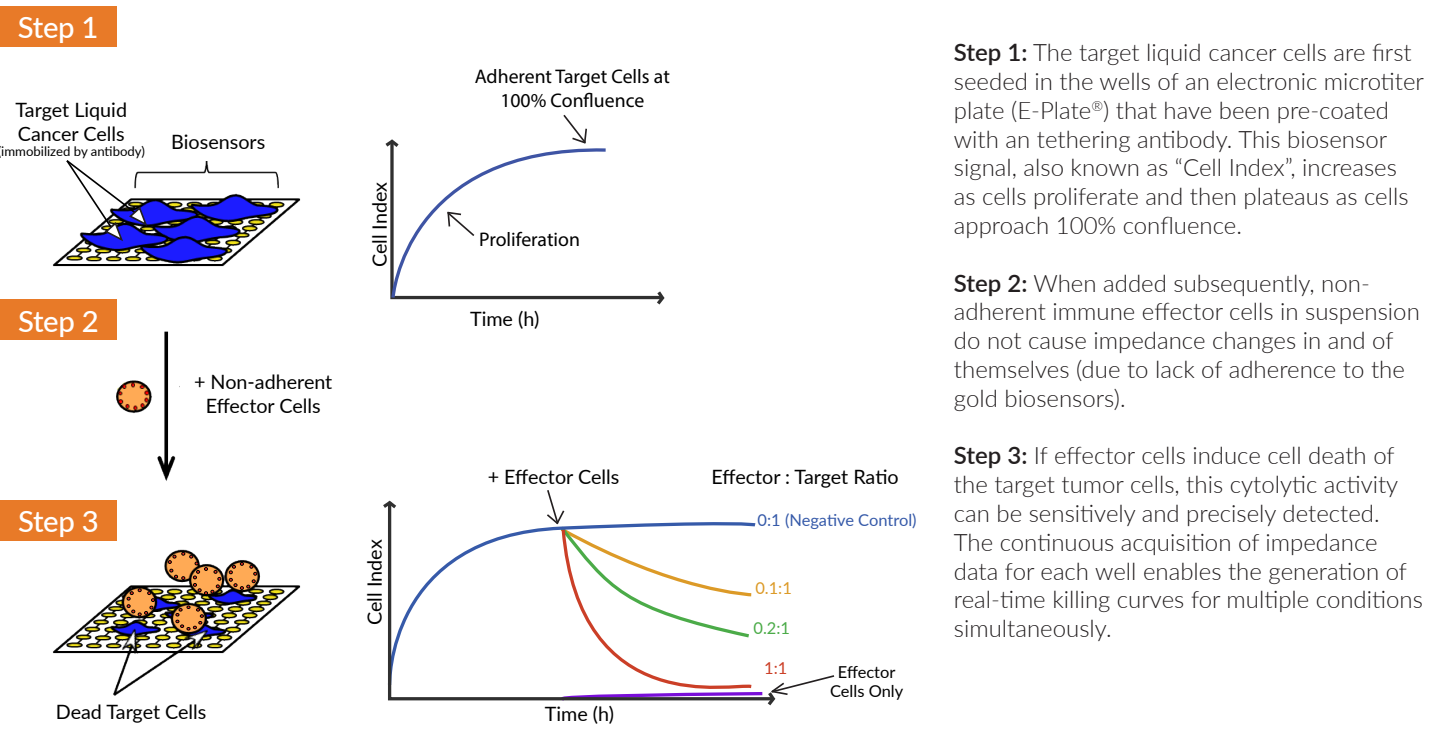 Step 1
Target Liquid
Cancer Cells
(immobilized by antibody)
Biosensors
Adherent Target Cells at
100% Confluence
Cell Index
Proliferation
Time (h)
Step 2
+ Non-adherent
Effector Cells
Step 3
Dead Target Cells
+ Effector Cells
Effector : Target Ratio
0:1 (Negative Control)
0.1:1
0.2:1
1:1
Effector
Cells Only
Cell Index
Time (h)
Step 1: The target liquid cancer cells are first
seeded in the wells of an electronic microtiter
plate (E-Plate®) that have been pre-coated
with an tethering antibody. This biosensor
signal, also known as “Cell Index”, increases
as cells proliferate and then plateaus as cells
approach 100% confluence.
Step 2: When added subsequently, non-
adherent immune effector cells in suspension
do not cause impedance changes in and of
themselves (due to lack of adherence to the
gold biosensors).
Step 3: If effector cells induce cell death of
the target tumor cells, this cytolytic activity
can be sensitively and precisely detected.
The continuous acquisition of impedance
data for each well enables the generation of
real-time killing curves for multiple conditions
simultaneously.